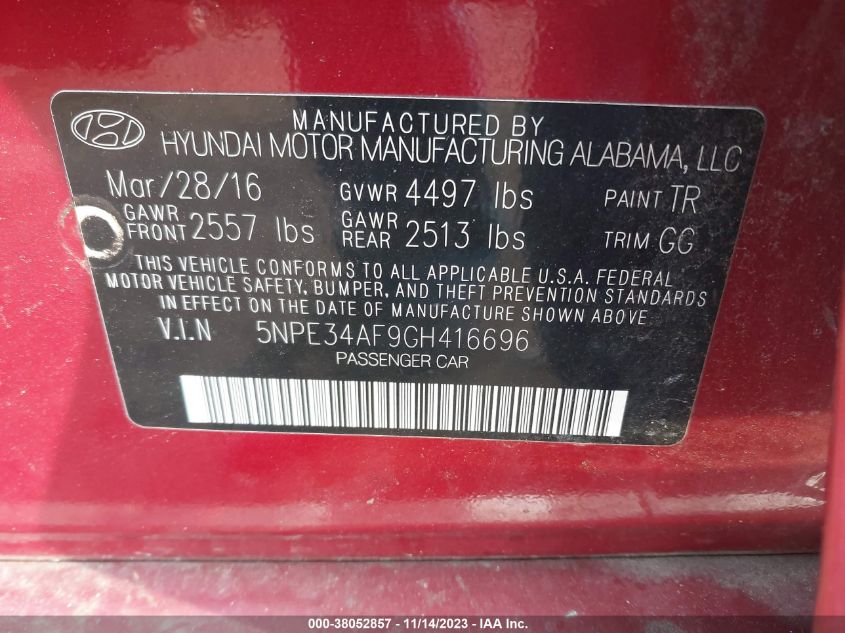 MANUFACTURED BY
HYUNDAI MOTOR MANUFACTURING ALABAMA, LLC
Mar/28/16 GVWR 4497 lbs PAINT TR
GAWR FRONT 2557 lbs GAWR REAR 2513 lbs TRIM GG
THIS VEHICLE CONFORMS TO ALL APPLICABLE U.S.A. FEDERAL
MOTOR VEHICLE SAFETY, BUMPER, AND THEFT PREVENTION STANDARDS
IN EFFECT ON THE DATE OF MANUFACTURE SHOWN ABOVE.
V.I.N 5NPE34AF9GH416696
PASSENGER CAR
000-38052857 - 11/14/2023 - IAA Inc.